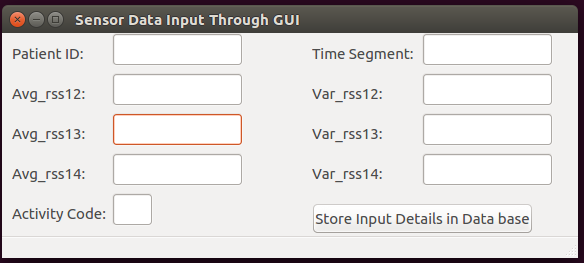 Sensor Data Input Through GUI
Patient ID: Time Segment:
Avg_rss12: Var_rss12:
Avg_rss13: Var_rss13:
Avg_rss14: Var_rss14:
Activity Code: Store Input Details in Data base